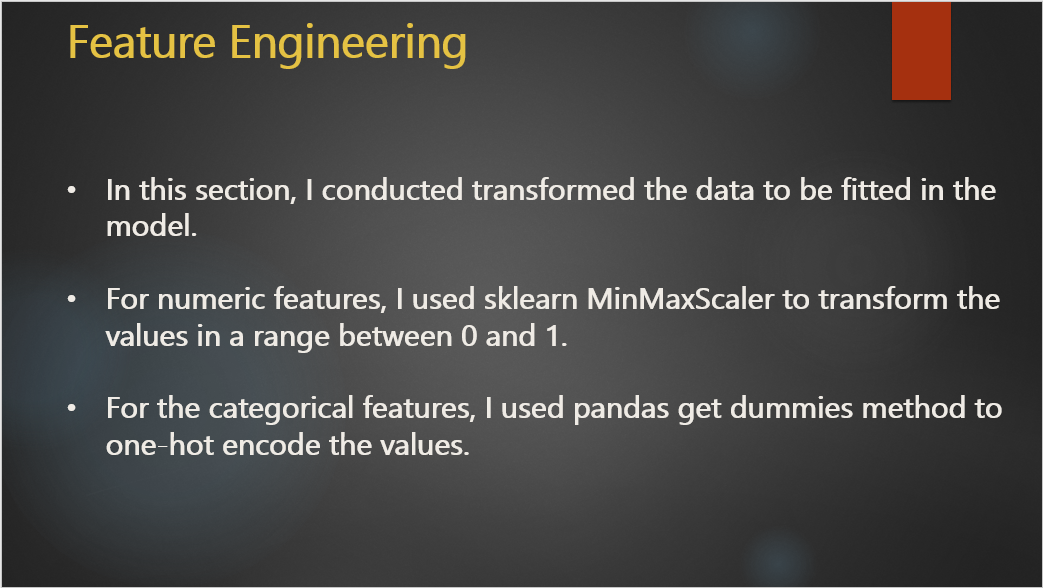 Feature Engineering
• In this section, I conducted transformed the data to be fitted in the
model.
• For numeric features, I used sklearn MinMaxScaler to transform the
values in a range between 0 and 1.
• For the categorical features, I used pandas get dummies method to
one-hot encode the values.